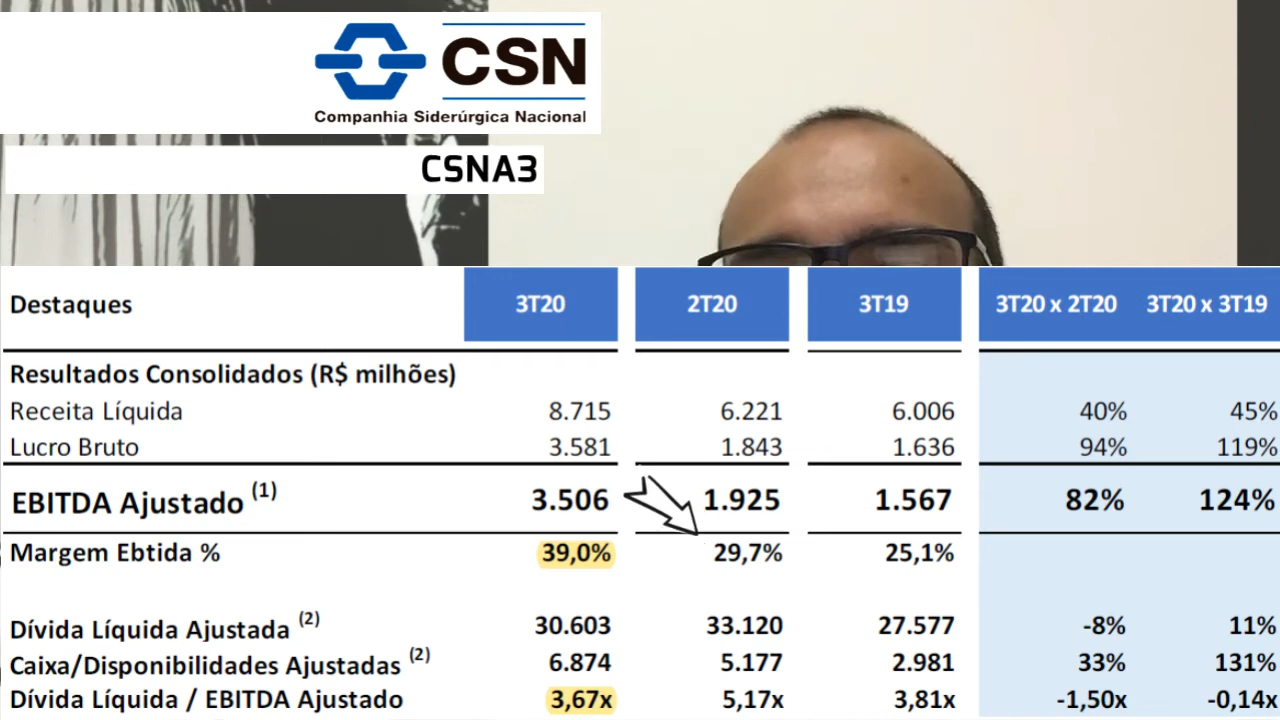 CSN
Companhia Siderúrgica Nacional
CSNA3
Destaques 3T20 2T20 3T19 3T20 x 2T20 3T20 x 3T19
Resultados Consolidados (R$ milhões)
Receita Líquida 8.715 6.221 6.006 40% 45%
Lucro Bruto 3.581 1.843 1.636 94% 119%
EBITDA Ajustado (1) 3.506 1.925 1.567 82% 124%
Margem Ebtida % 39,0% 29,7% 25,1%
Dívida Líquida Ajustada (2) 30.603 33.120 27.577 -8% 11%
Caixa/Disponibilidades Ajustadas (2) 6.874 5.177 2.981 33% 131%
Dívida Líquida / EBITDA Ajustado 3,67x 5,17x 3,81x -1,50x -0,14x